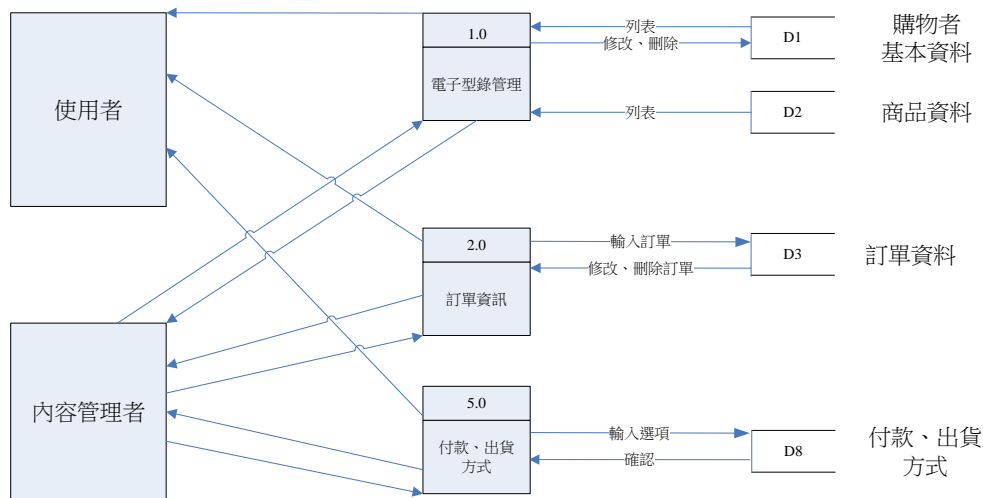 使用者
1.0
電子型錄管理
列表
修改、刪除
D1
購物者
基本資料
列表
D2
商品資料
2.0
訂單資訊
輸入訂單
修改、刪除訂單
D3
訂單資料
內容管理者
5.0
付款、出貨
方式
輸入選項
確認
D8
付款、出貨
方式